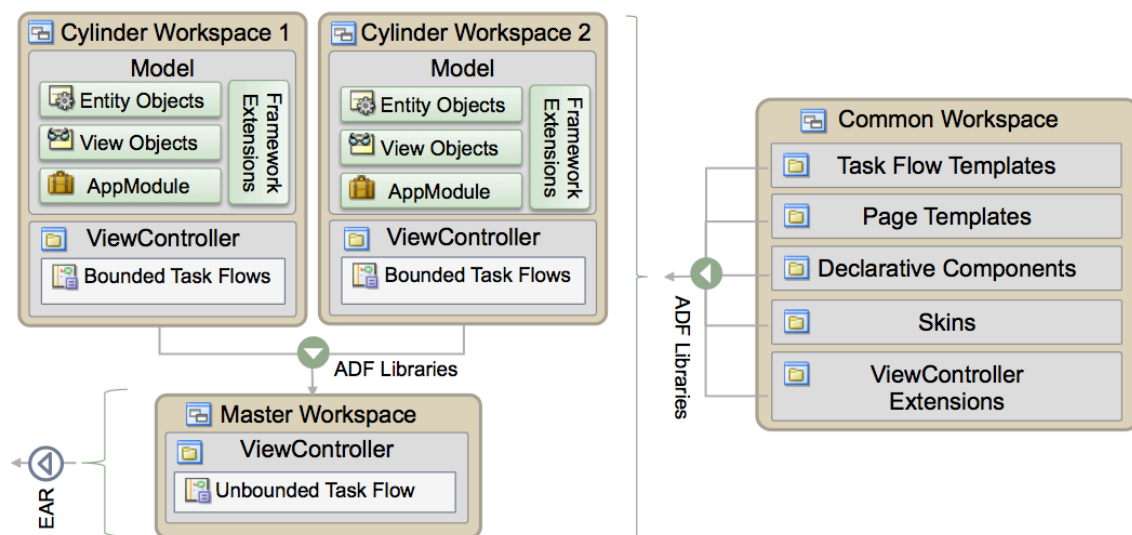 Cylinder Workspace 1
Model
Entity Objects
View Objects
AppModule
Framework
Extensions
ViewController
Bounded Task Flows
Cylinder Workspace 2
Model
Entity Objects
View Objects
AppModule
Framework
Extensions
ViewController
Bounded Task Flows
ADF Libraries
Master Workspace
ViewController
Unbounded Task Flow
EAR
ADF Libraries
Common Workspace
Task Flow Templates
Page Templates
Declarative Components
Skins
ViewController
Extensions